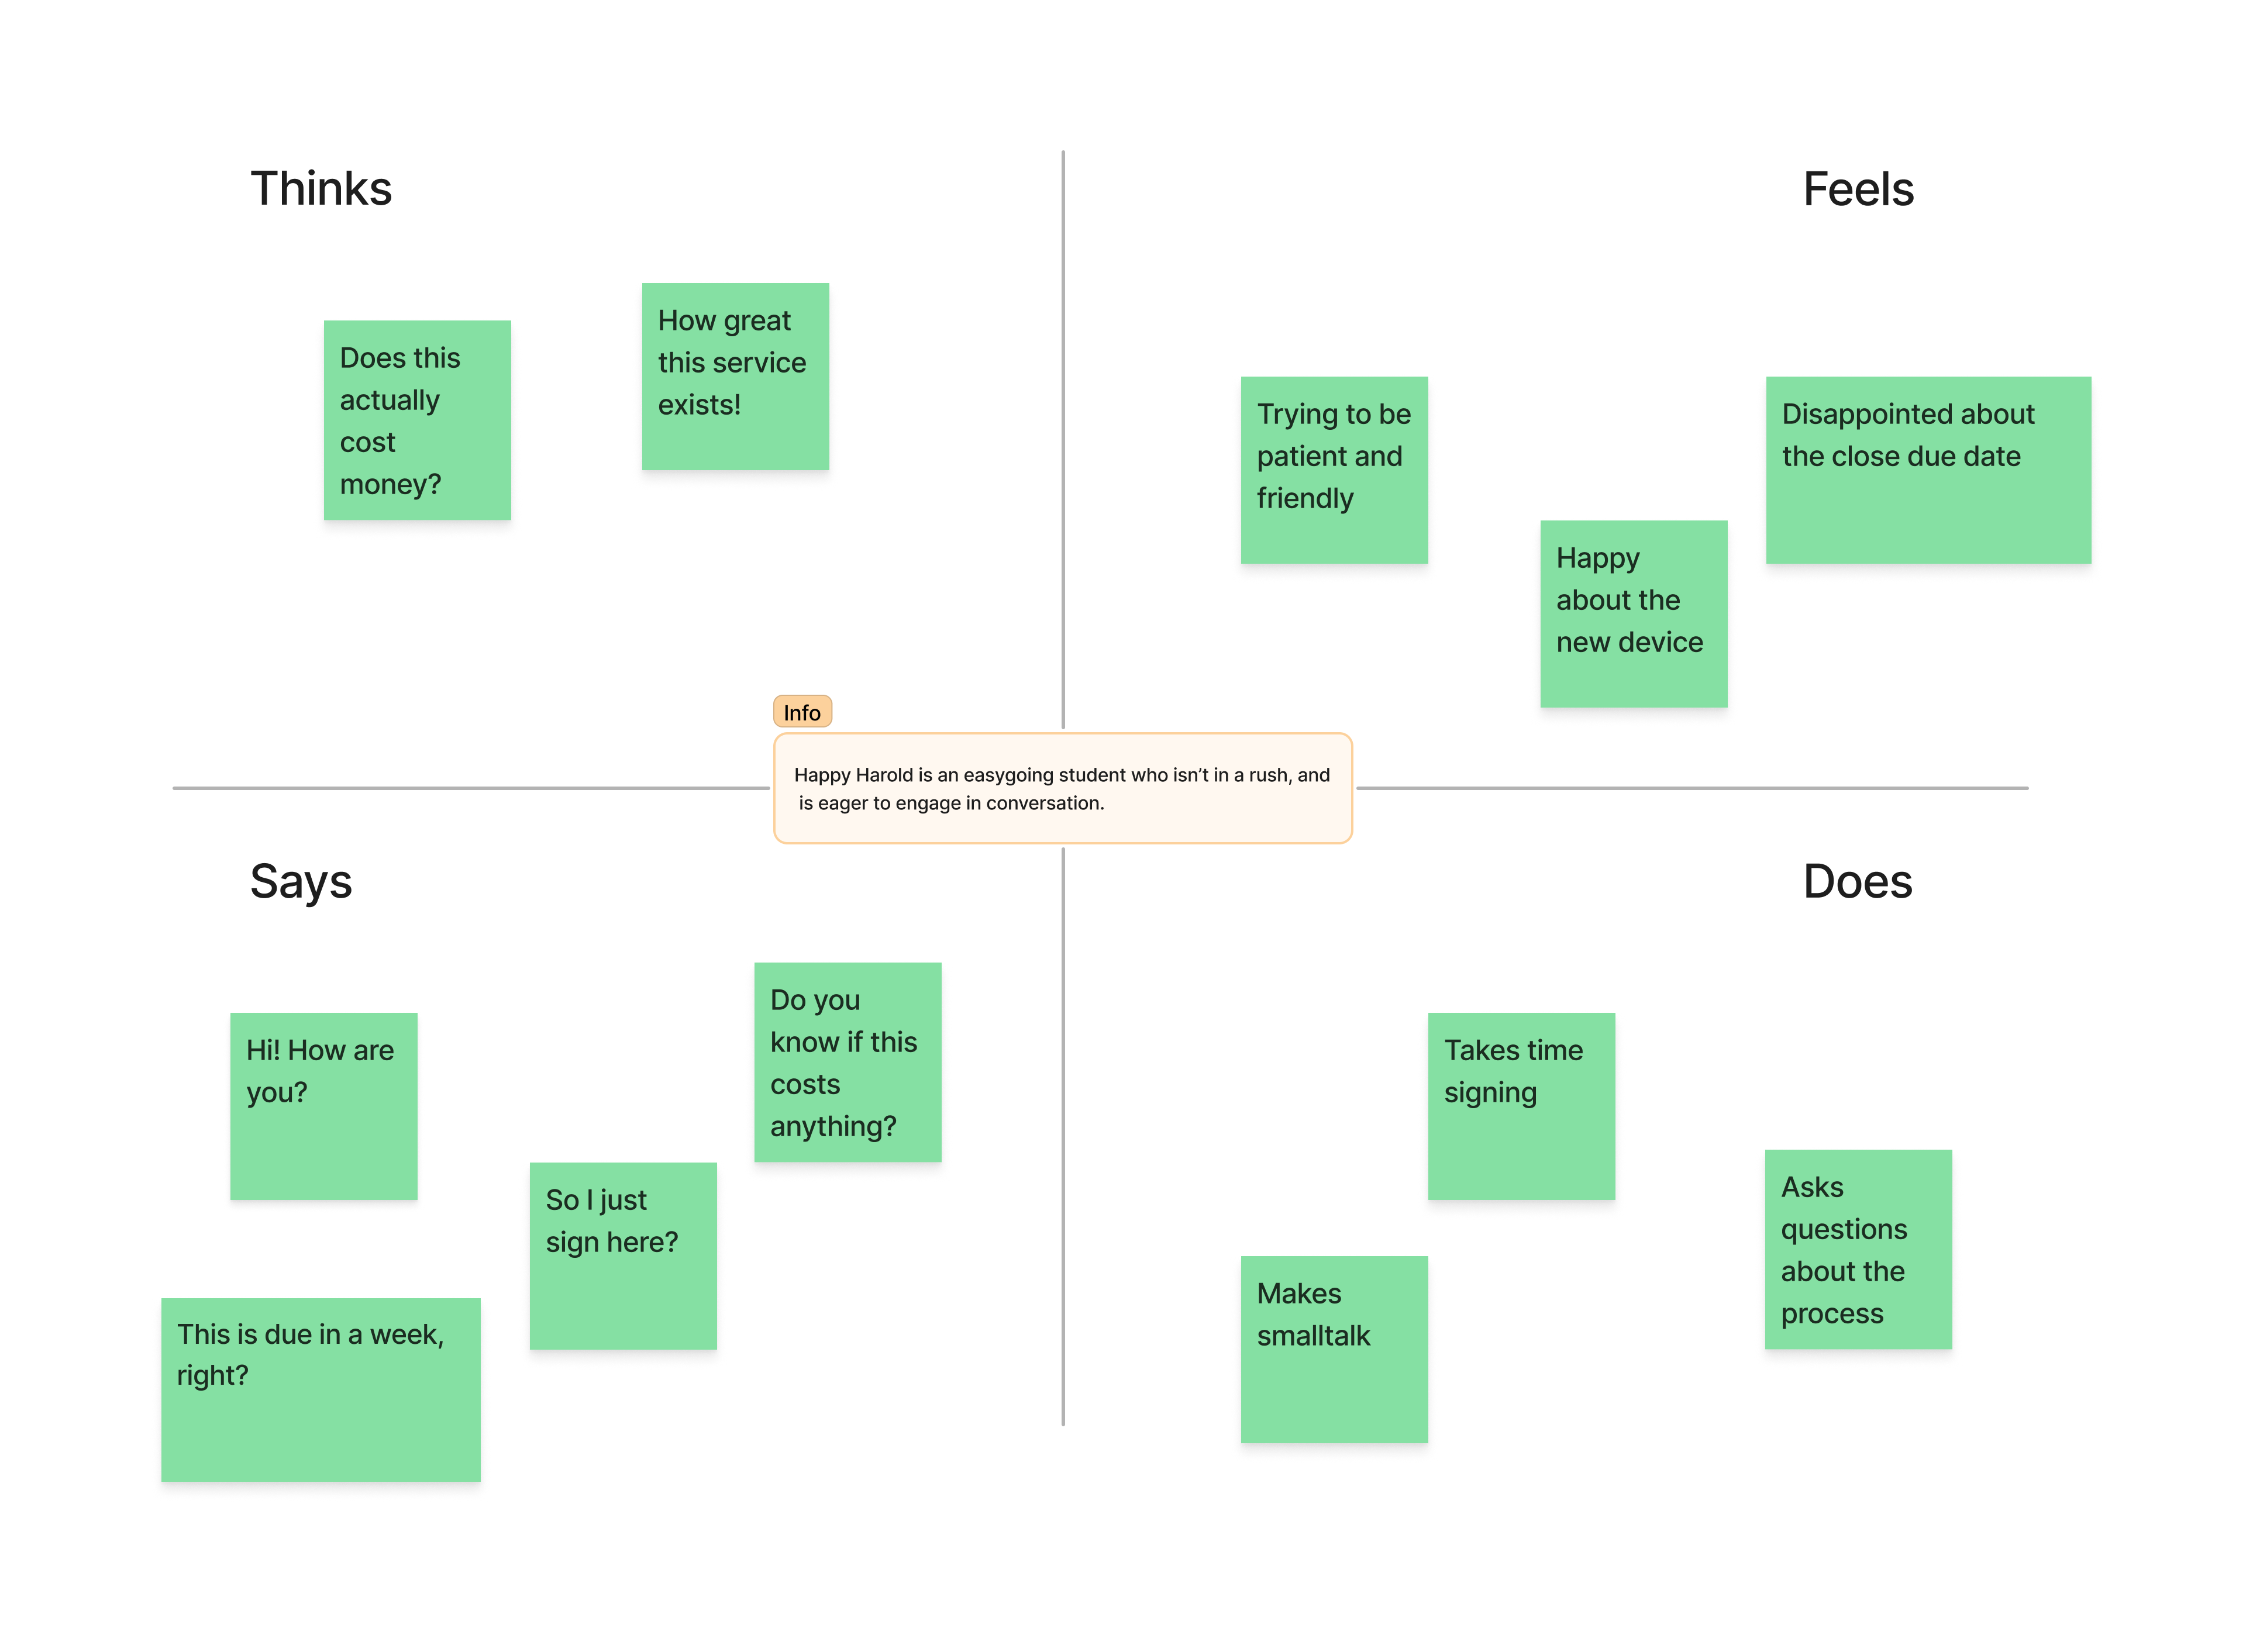 Thinks
Does this
actually
cost
money?
How great
this service
exists!
Feels
Trying to be
patient and
friendly
Happy
about the
new device
Disappointed about
the close due date
Info
Happy Harold is an easygoing student who isn’t in a rush, and
is eager to engage in conversation.
Says
Hi! How are
you?
Do you
know if this
costs
anything?
So I just
sign here?
This is due in a week,
right?
Does
Takes time
signing
Asks
questions
about the
process
Makes
smalltalk